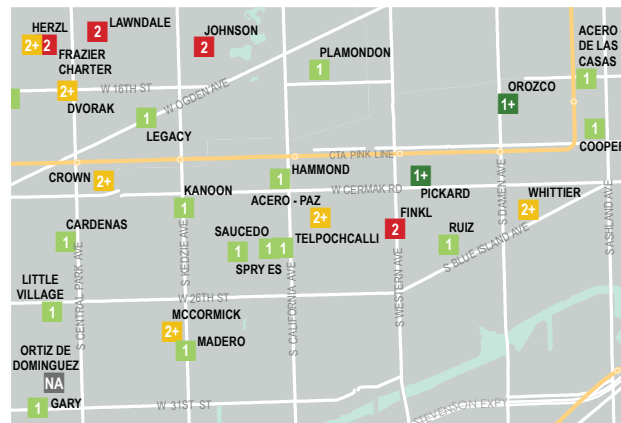 HERZL
2+
2
LAWNDALE
2
JOHNSON
2
FRAZIER
CHARTER
2+
DVORAK
W 16TH ST
W OGDEN AVE
1
LEGACY
PLAMONDON
1
ACERO
DE LAS
CASAS
1
OROZCO
1+
1
COOPER
CTA PINK LINE
CROWN
2+
HAMMOND
1
W CERMAK RD
1+
PICKARD
KANOON
1
ACERO - PAZ
2+
TELPOCHCALLI
FINKL
2
WHITTIER
2+
CARDENAS
1
SAUCEDO
1
1
1
SPRY ES
RUIZ
1
S BLUE ISLAND AVE
S CENTRAL PARK AVE
S KEDZIE AVE
S CALIFORNIA AVE
S WESTERN AVE
S DAMEN AVE
S ASHLAND AVE
LITTLE
VILLAGE
1
W 26TH ST
MCCORMICK
2+
1
MADERO
ORTIZ DE
DOMINGUEZ
NA
1
GARY
W 31ST ST
STEVENSON EXPY